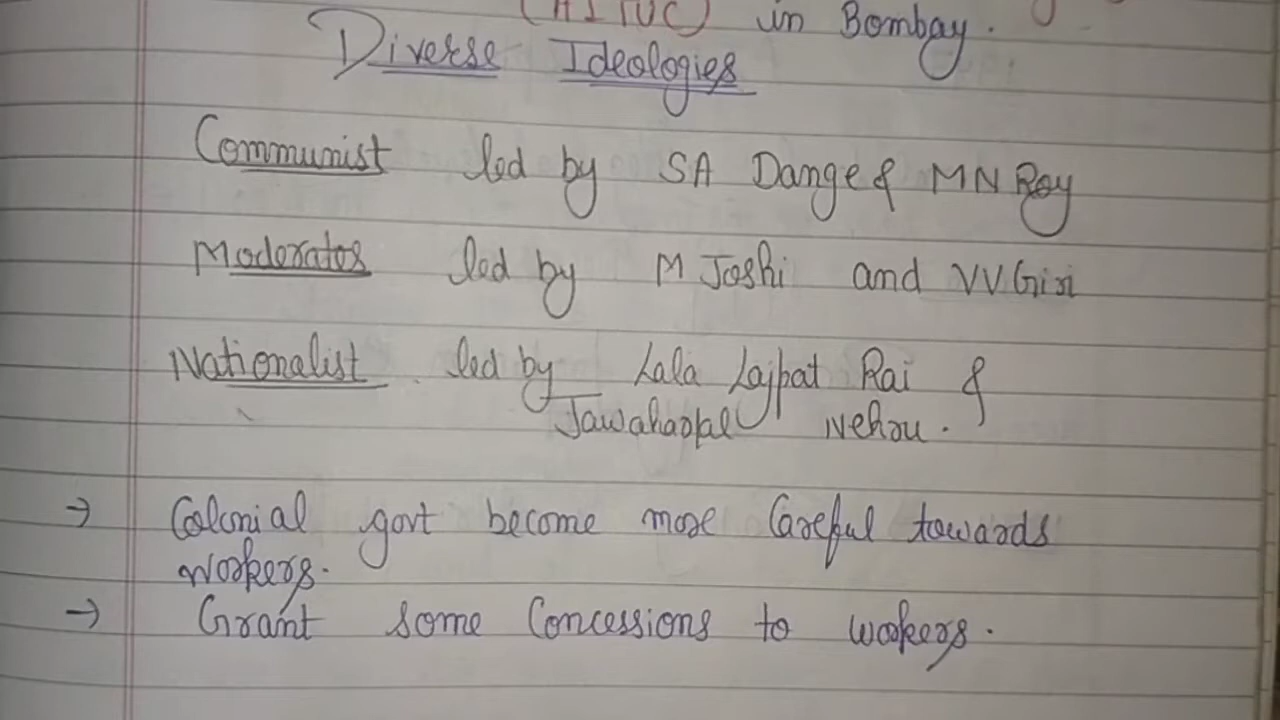 (AITUC) in Bombay.
Diverse Ideologies
Communist led by SA Dange & MN Roy
Moderates led by M Joshi and VV Giri
Nationalist led by Lala Lajpat Rai &
Jawaharlal Nehru.
→ Colonial govt become more Careful towards
workers.
→ Grant some Concessions to workers.